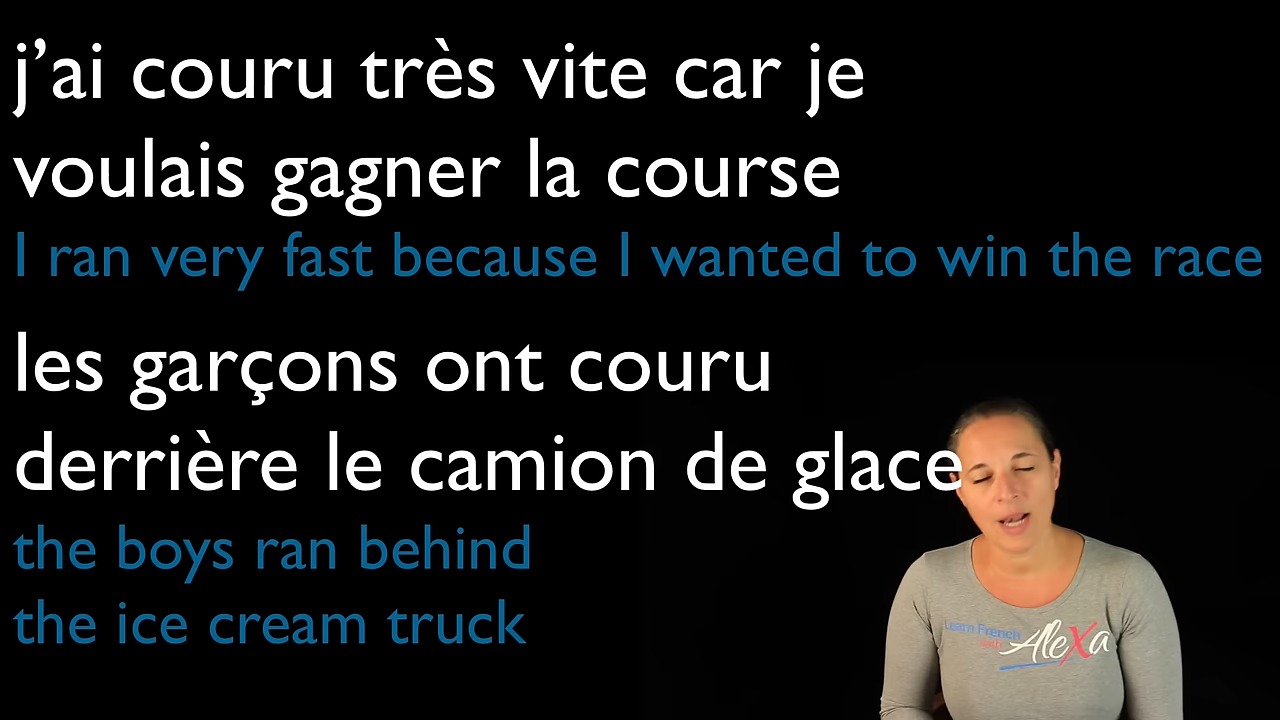 j’ai couru très vite car je
voulais gagner la course
I ran very fast because I wanted to win the race
les garçons ont couru
derrière le camion de glace
the boys ran behind
the ice cream truck
Learn French
with
Alexa